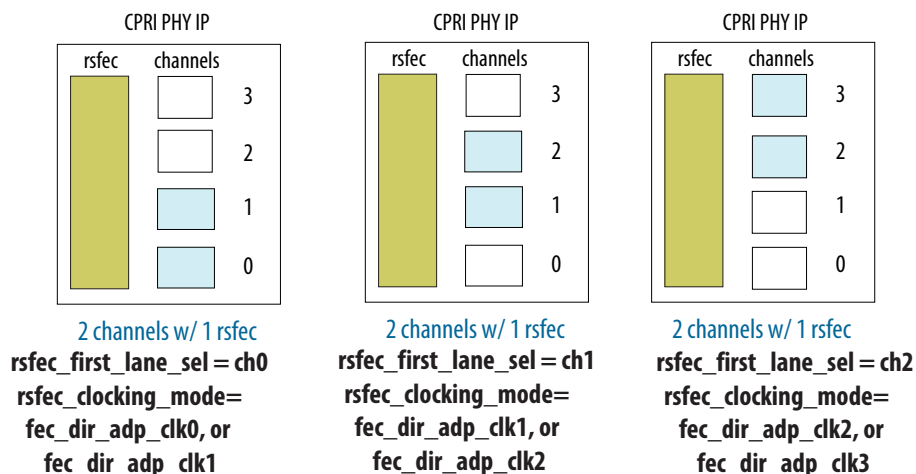 CPRI PHY IP
rsfec channels
3
2
1
0
2 channels w/ 1 rsfec
rsfec_first_lane_sel = ch0
rsfec_clocking_mode=
fec_dir_adp_clk0, or
fec_dir_adp_clk1
CPRI PHY IP
rsfec channels
3
2
1
0
2 channels w/ 1 rsfec
rsfec_first_lane_sel = ch1
rsfec_clocking_mode=
fec_dir_adp_clk1, or
fec_dir_adp_clk2
CPRI PHY IP
rsfec channels
3
2
1
0
2 channels w/ 1 rsfec
rsfec_first_lane_sel = ch2
rsfec_clocking_mode=
fec_dir_adp_clk2, or
fec_dir_adp_clk3